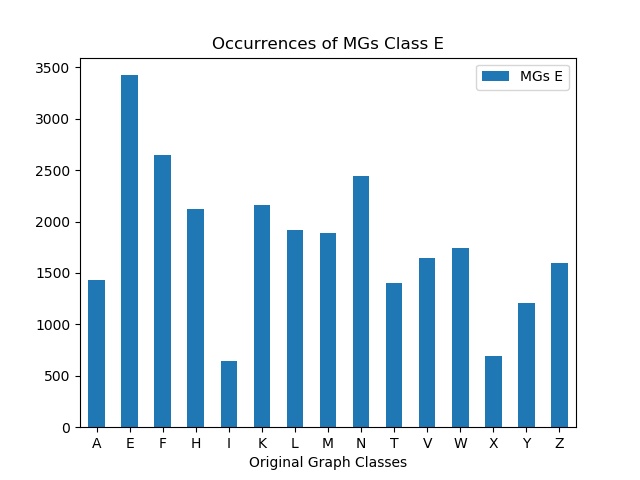 Occurrences of MGs Class E
MGs E
3500
3000
2500
2000
1500
1000
500
0
A E F H I K L M N T V W X Y Z
Original Graph Classes